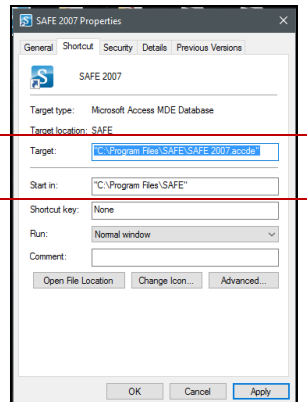 SAFE 2007 Properties
General Shortcut Security Details Previous Versions
SAFE 2007
Target type: Microsoft Access MDE Database
Target location: SAFE
Target: "C:\Program Files\SAFE\SAFE 2007.accde"
Start in: "C:\Program Files\SAFE"
Shortcut key: None
Run: Normal window
Comment:
Open File Location Change Icon... Advanced...
OK Cancel Apply